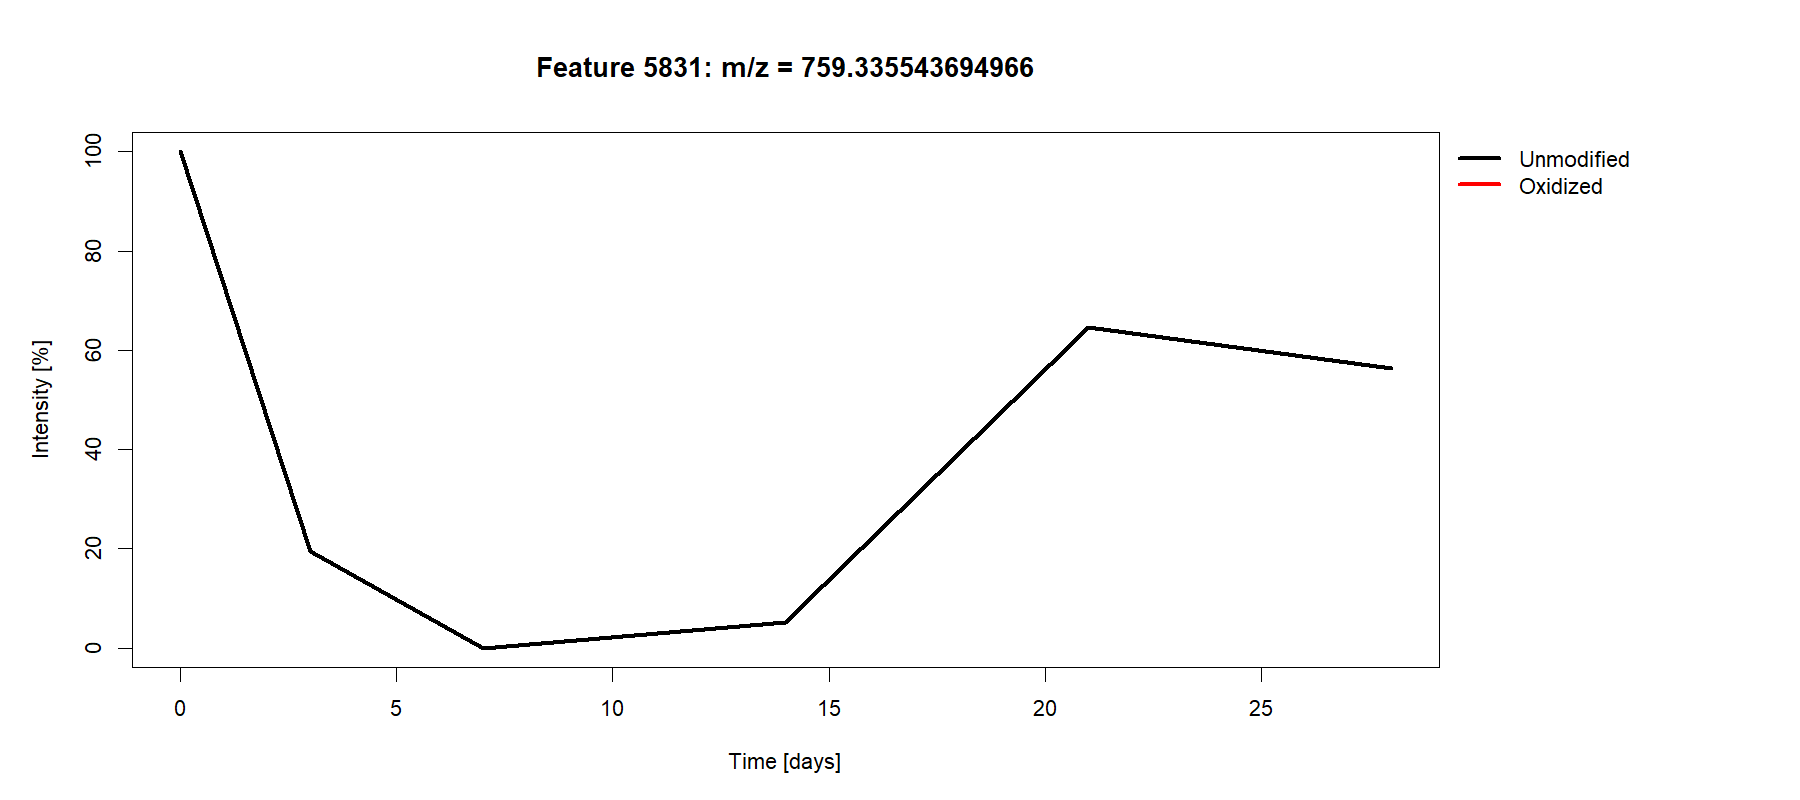 Feature 5831: m/z = 759.335543694966
Unmodified
Oxidized
Intensity [%]
100
80
60
40
20
0
0 5 10 15 20 25
Time [days]